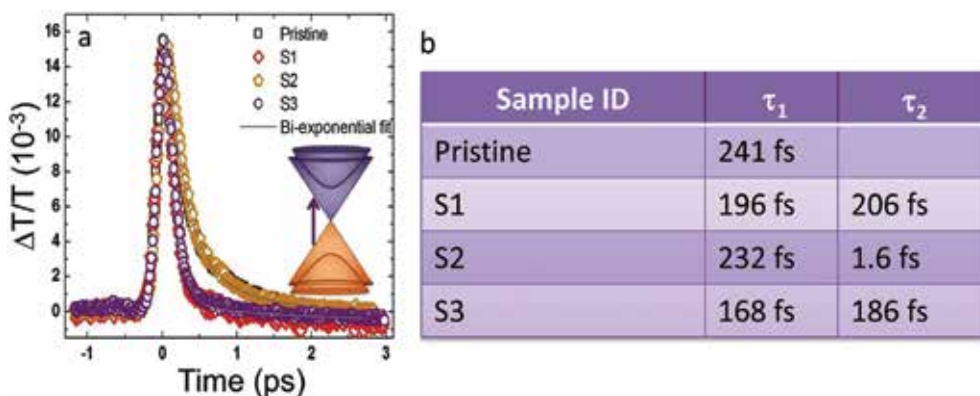 a
Pristine
S1
S2
S3
Bi-exponential fit
ΔT/T (10⁻³)
16
14
12
10
8
6
4
2
0
-1 0 1 2 3
Time (ps)
b
Sample ID τ₁ τ₂
Pristine 241 fs
S1 196 fs 206 fs
S2 232 fs 1.6 fs
S3 168 fs 186 fs